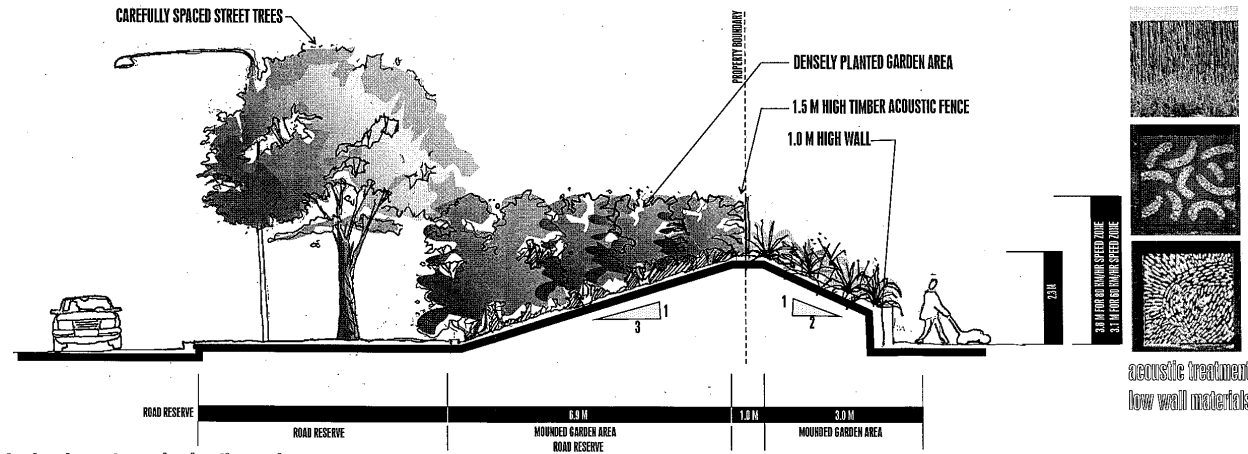 CAREFULLY SPACED STREET TREES
PROPERTY BOUNDARY
DENSELY PLANTED GARDEN AREA
1.5 M HIGH TIMBER ACOUSTIC FENCE
1.0 M HIGH WALL
1
3
1
2
2.3 M
3.8 M FOR 80 KM/HR SPEED ZONE
3.1 M FOR 60 KM/HR SPEED ZONE
acoustic treatment
low wall materials
ROAD RESERVE
6.9 M
1.0 M
3.0 M
ROAD RESERVE
MOUNDED GARDEN AREA
MOUNDED GARDEN AREA
ROAD RESERVE